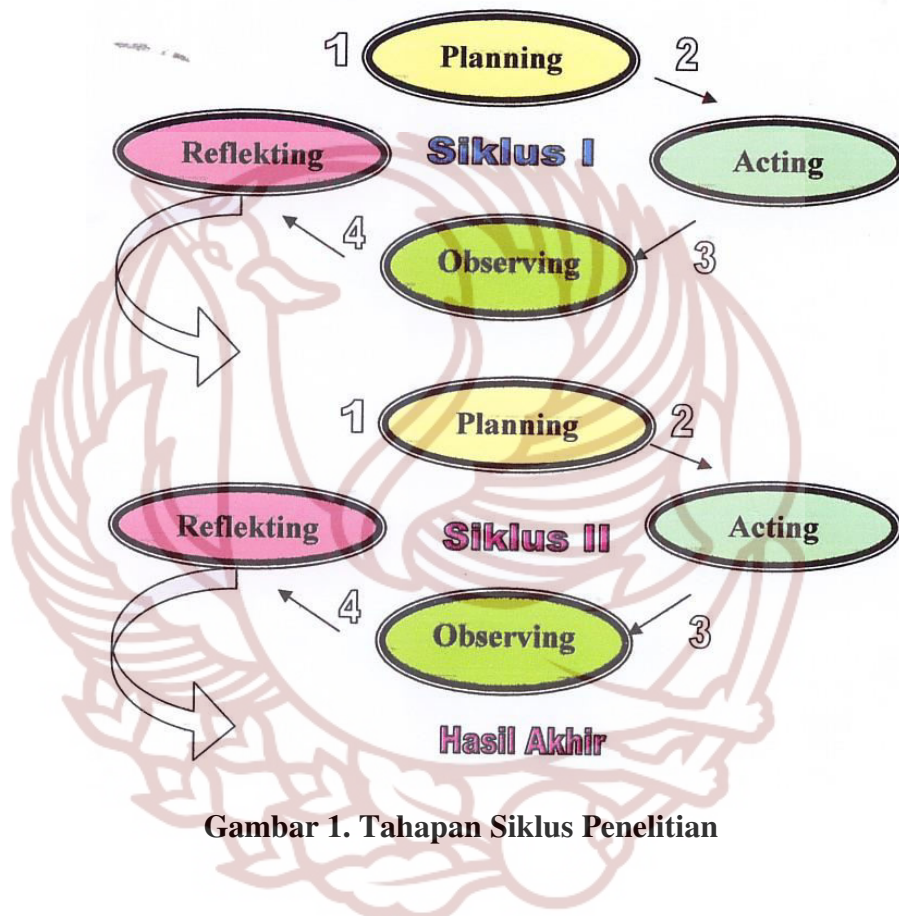 1 Planning 2
Reflekting Siklus I Acting
4 Observing 3
1 Planning 2
Reflekting Siklus II Acting
4 Observing 3
Hasil Akhir
Gambar 1. Tahapan Siklus Penelitian